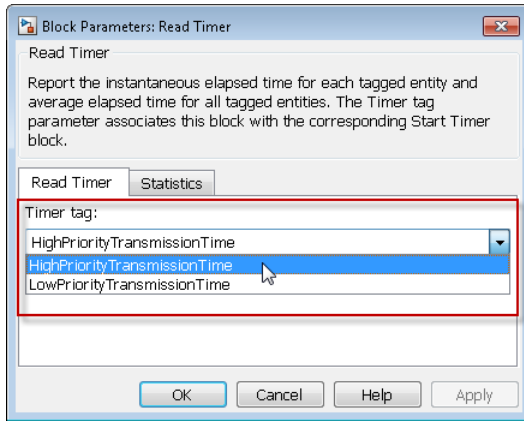 Block Parameters: Read Timer
Read Timer
Report the instantaneous elapsed time for each tagged entity and
average elapsed time for all tagged entities. The Timer tag
parameter associates this block with the corresponding Start Timer
block.
Read Timer Statistics
Timer tag:
HighPriorityTransmissionTime
HighPriorityTransmissionTime
LowPriorityTransmissionTime
OK Cancel Help Apply